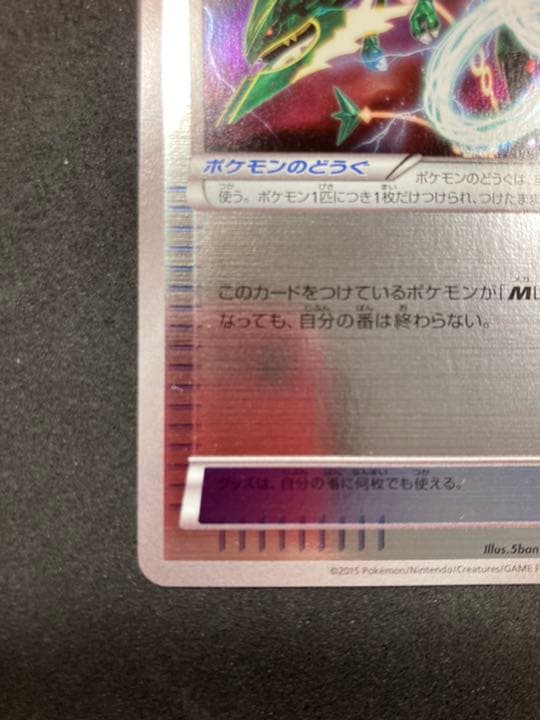 ポケモンのどうぐ
ポケモンのどうぐは、
使う。ポケモン1匹につき1枚だけつけられ、つけたまま
このカードをつけているポケモンが「M
なっても、自分の番は終わらない。
グッズは、自分の番に何枚でも使える。
Illus.5ban
©2015 Pokémon/Nintendo/Creatures/GAME F